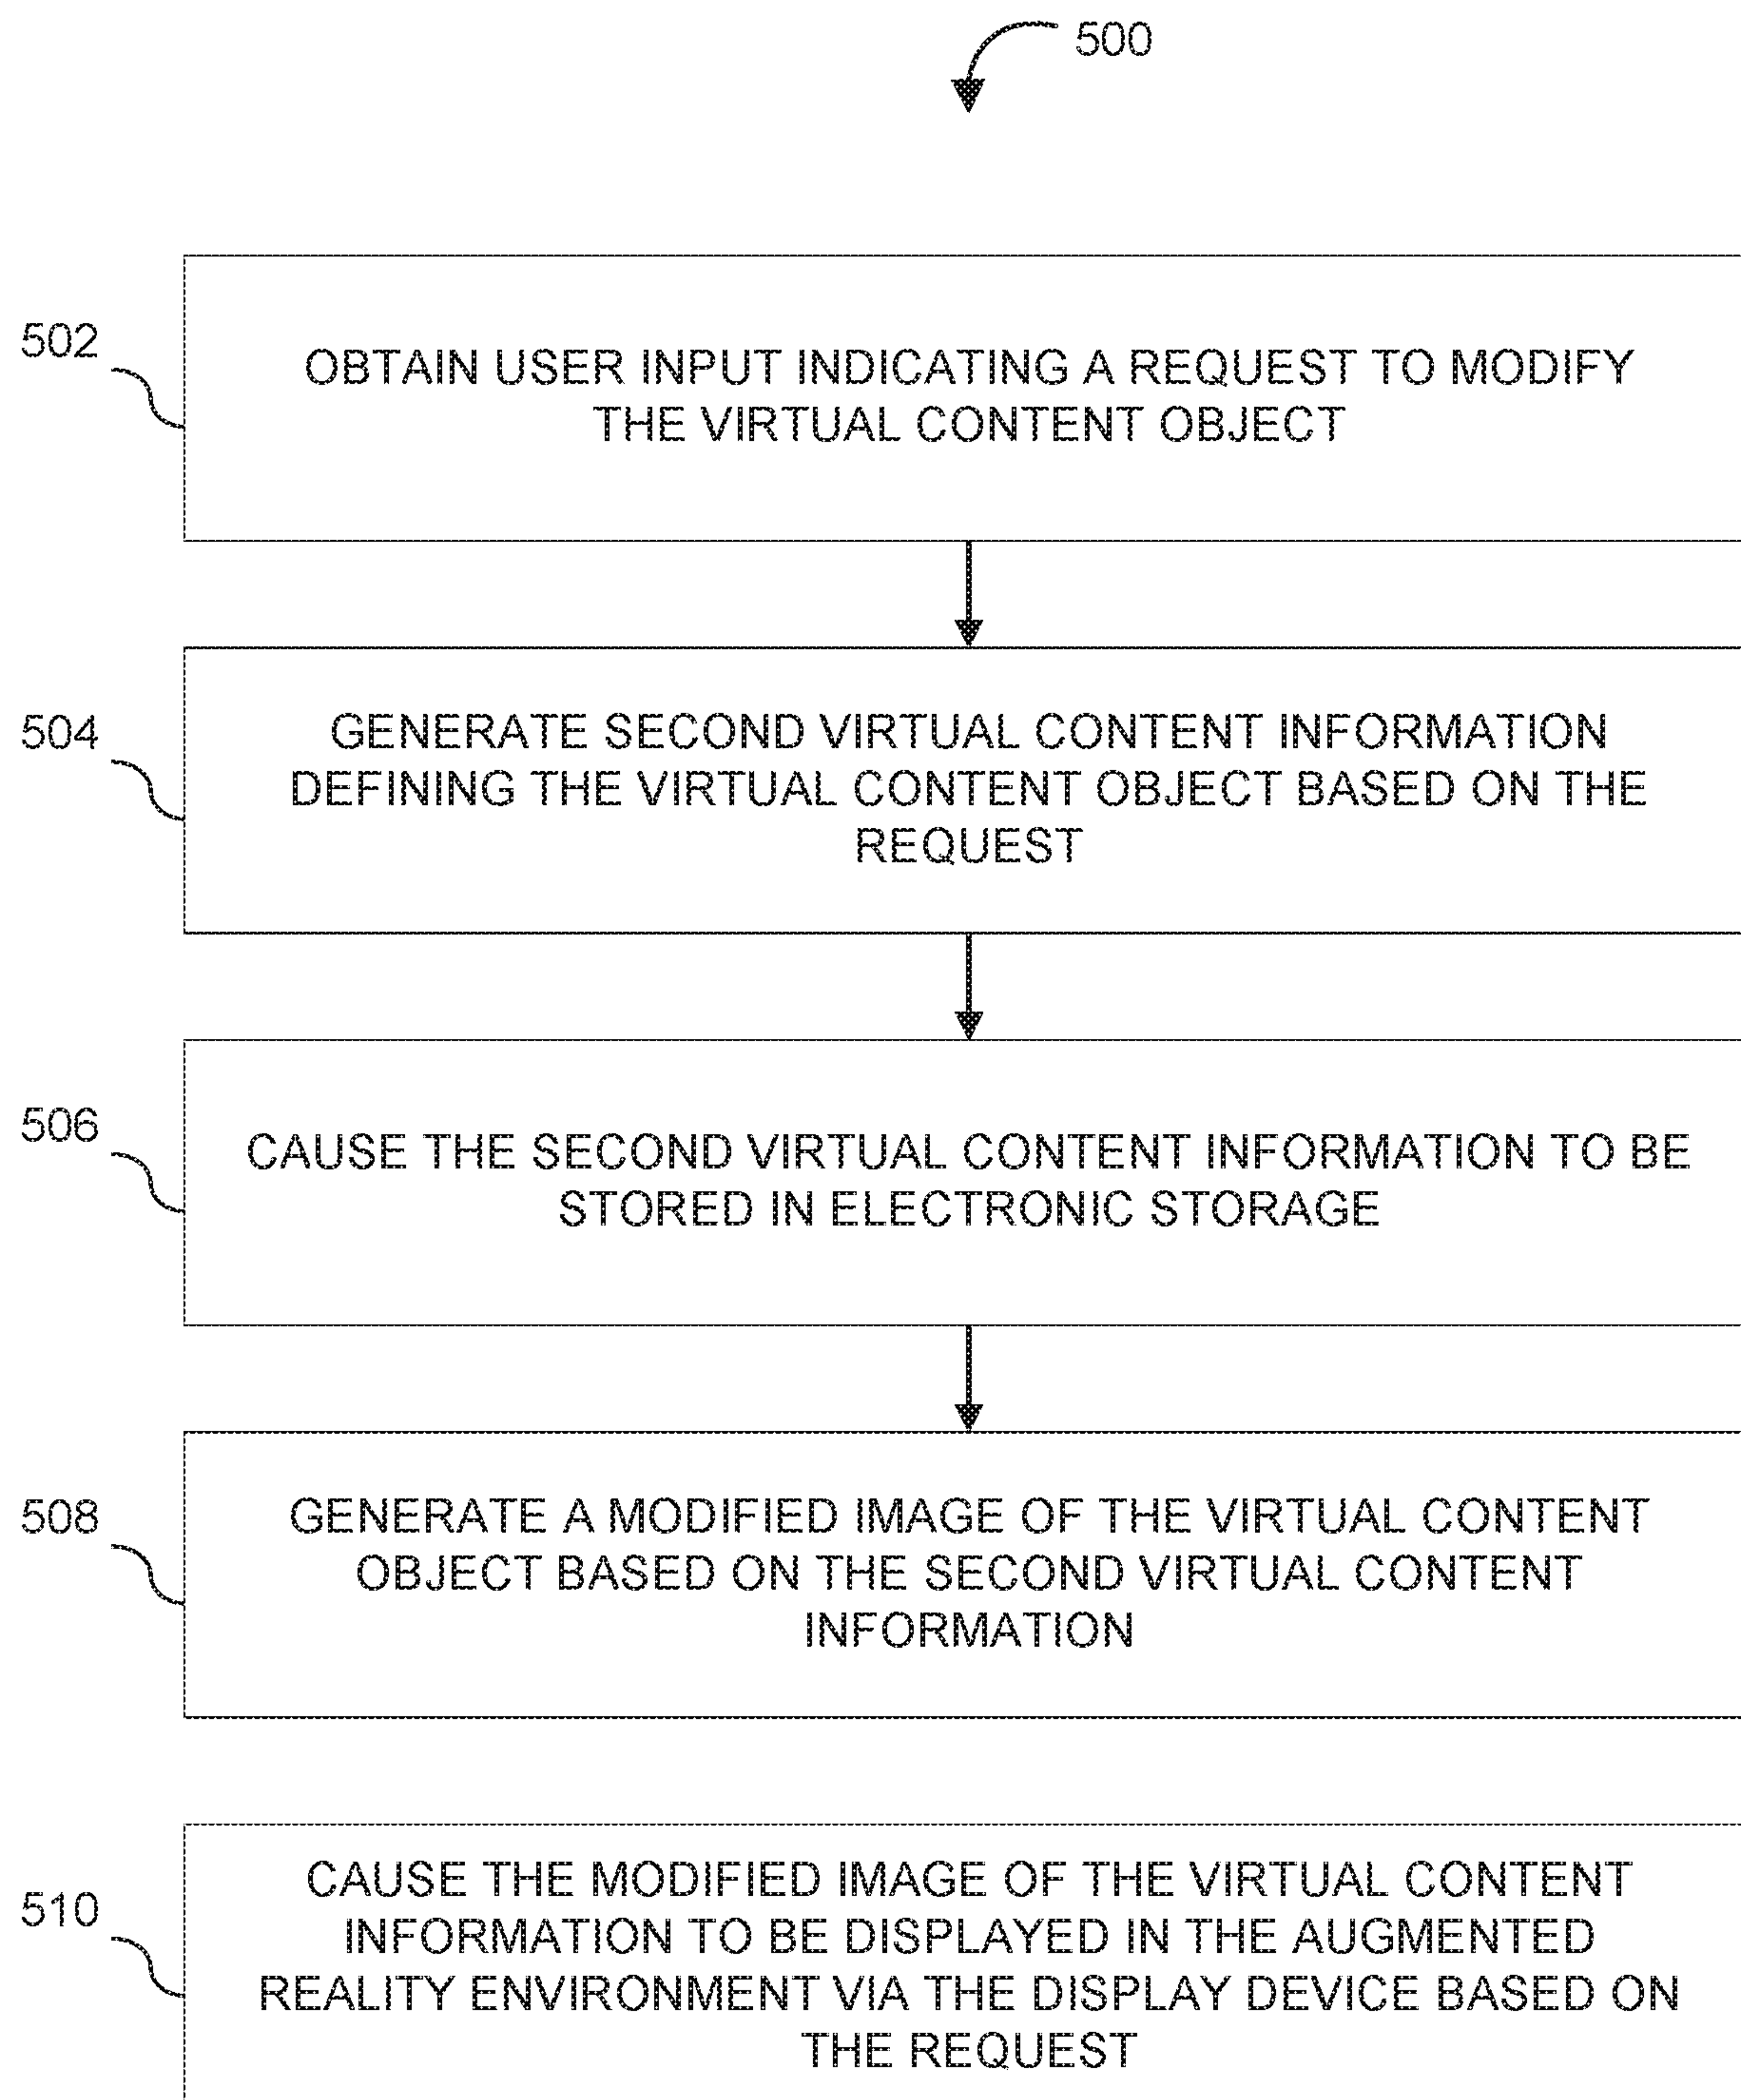 500
502
OBTAIN USER INPUT INDICATING A REQUEST TO MODIFY
THE VIRTUAL CONTENT OBJECT
504
GENERATE SECOND VIRTUAL CONTENT INFORMATION
DEFINING THE VIRTUAL CONTENT OBJECT BASED ON THE
REQUEST
506
CAUSE THE SECOND VIRTUAL CONTENT INFORMATION TO BE
STORED IN ELECTRONIC STORAGE
508
GENERATE A MODIFIED IMAGE OF THE VIRTUAL CONTENT
OBJECT BASED ON THE SECOND VIRTUAL CONTENT
INFORMATION
510
CAUSE THE MODIFIED IMAGE OF THE VIRTUAL CONTENT
INFORMATION TO BE DISPLAYED IN THE AUGMENTED
REALITY ENVIRONMENT VIA THE DISPLAY DEVICE BASED ON
THE REQUEST